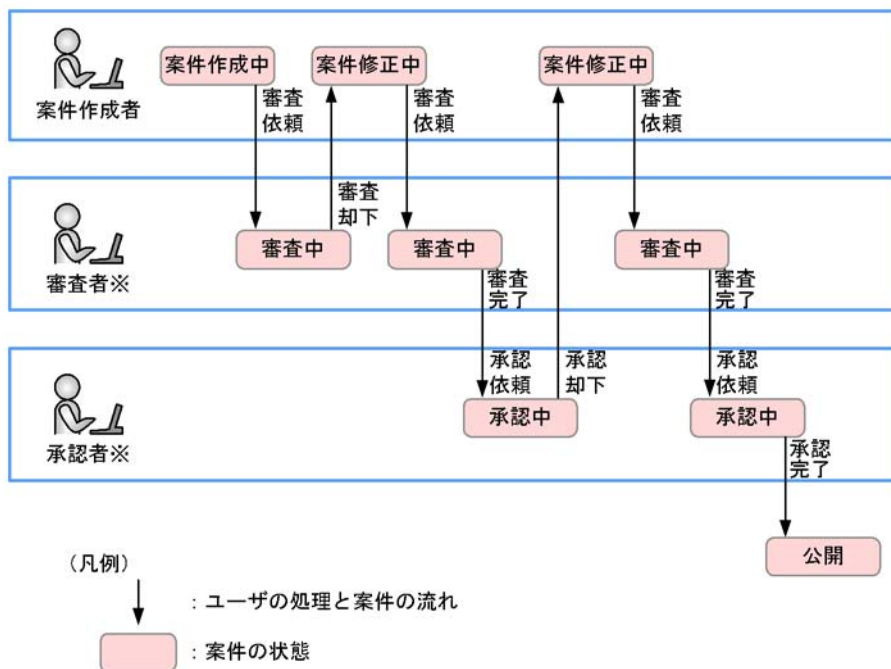 案件作成中
案件修正中
案件修正中
審査
依頼
審査
依頼
審査
依頼
案件作成者
審査
却下
審査中
審査中
審査中
審査者※
審査
完了
審査
完了
承認
依頼
承認
却下
承認
依頼
承認中
承認中
承認者※
承認
完了
公開
（凡例）
：ユーザの処理と案件の流れ
：案件の状態